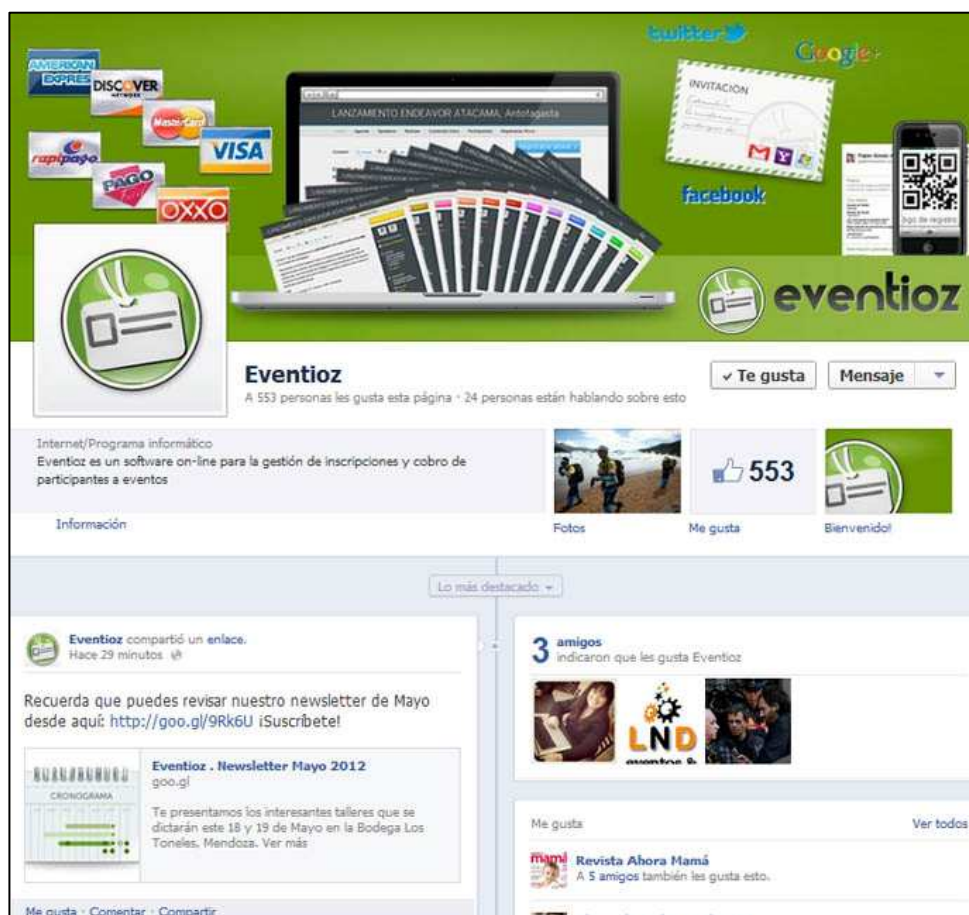 twitter
Google+
AMERICAN
EXPRES
DISCOVER
NETWORK
MasterCard
rapipago
VISA
PAGO
OXXO
LANZAMIENTO ENDEAVOR ATACAMA, Antofagasta
INVITACIÓN
facebook
eventioz
Eventioz
A 553 personas les gusta esta página · 24 personas están hablando sobre esto
✓ Te gusta
Mensaje
Internet/Programa informático
Eventioz es un software on-line para la gestión de inscripciones y cobro de
participantes a eventos
Información
553
Fotos
Me gusta
Bienvenido!
Lo más destacado
Eventioz compartió un enlace.
Hace 29 minutos
Recuerda que puedes revisar nuestro newsletter de Mayo
desde aquí: http://goo.gl/9Rk6U ¡Suscríbete!
CRONOGRAMA
Eventioz . Newsletter Mayo 2012
goo.gl
Te presentamos los interesantes talleres que se
dictarán este 18 y 19 de Mayo en la Bodega Los
Toneles, Mendoza. Ver más
Me gusta · Comentar · Compartir
3 amigos
indicaron que les gusta Eventioz
LND
eventos &
Me gusta
Ver todos
mamá
Revista Ahora Mamá
A 5 amigos también les gusta esto.